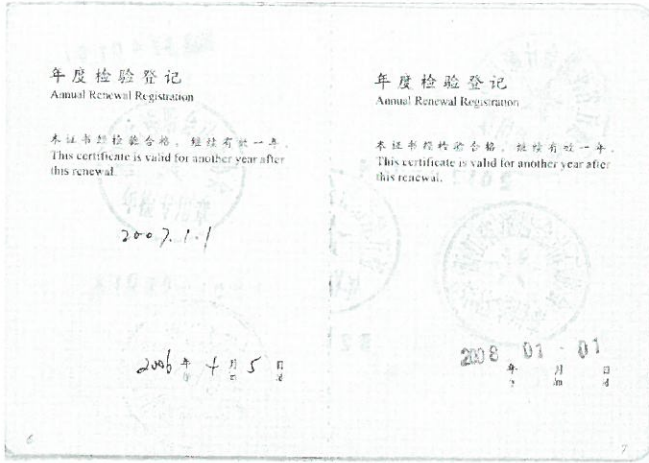 年度检验登记
Annual Renewal Registration
本证书经检验合格，继续有效一年。
This certificate is valid for another year after
this renewal.
2007.1.1
2006年4月5日
y m d
6
年度检验登记
Annual Renewal Registration
本证书经检验合格，继续有效一年。
This certificate is valid for another year after
this renewal.
2008 01 01
年 月 日
y m d
7